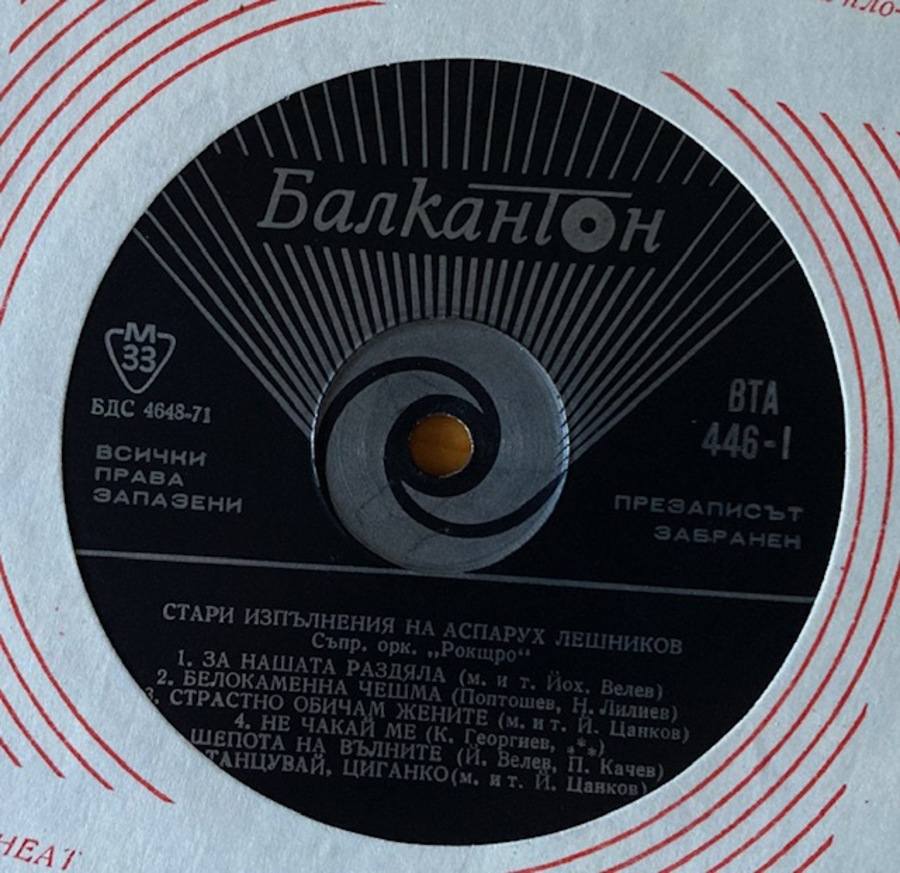 Балкантон
М
33
БДС 4648-71
ВСИЧКИ
ПРАВА
ЗАПАЗЕНИ
ВТА
446-I
ПРЕЗАПИСЪТ
ЗАБРАНЕН
СТАРИ ИЗПЪЛНЕНИЯ НА АСПАРУХ ЛЕШНИКОВ
Съпр. орк. „Рокщро“
1. ЗА НАШАТА РАЗДЯЛА (м. и т. Йох. Велев)
2. БЕЛОКАМЕННА ЧЕШМА (Поптошев, Н. Лилиев)
3. СТРАСТНО ОБИЧАМ ЖЕНИТЕ (м. и т. Й. Цанков)
4. НЕ ЧАКАЙ МЕ (К. Георгиев, ***)
ШЕПОТА НА ВЪЛНИТЕ (Й. Велев, П. Качев)
ТАНЦУВАЙ, ЦИГАНКО (м. и т. Й. Цанков)